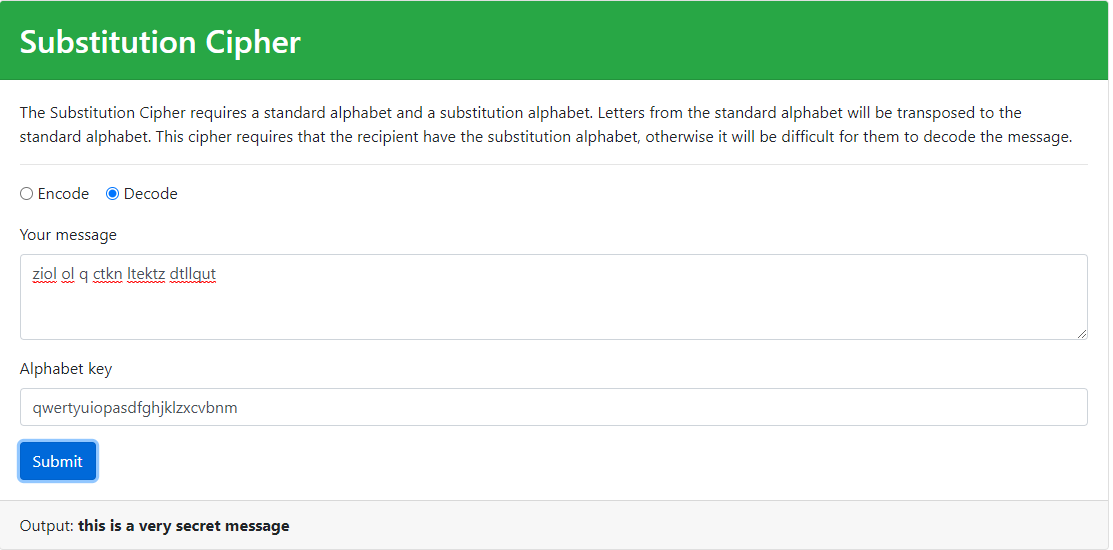 Substitution Cipher
The Substitution Cipher requires a standard alphabet and a substitution alphabet. Letters from the standard alphabet will be transposed to the
standard alphabet. This cipher requires that the recipient have the substitution alphabet, otherwise it will be difficult for them to decode the message.
Encode Decode
Your message
ziol ol q ctkn ltektz dtllqut
Alphabet key
qwertyuiopasdfghjklzxcvbnm
Submit
Output: this is a very secret message